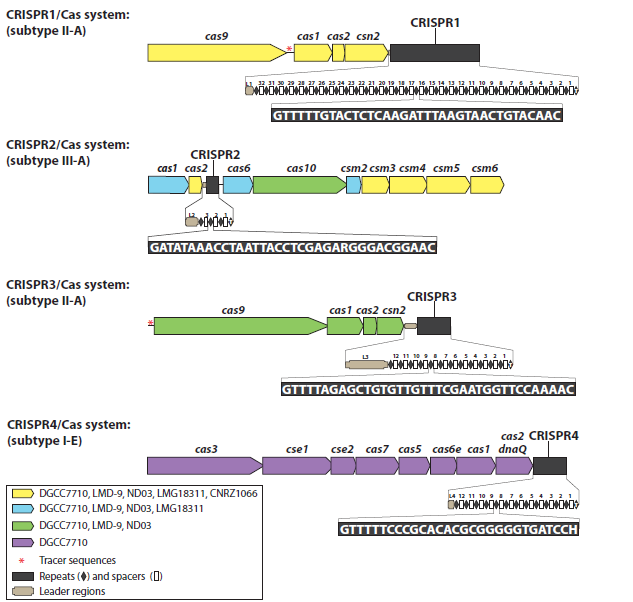 CRISPR1/Cas system:
(subtype II-A)
CRISPR1
cas9 * cas1 cas2 csn2
L1 32 31 30 29 28 27 26 25 24 23 22 21 20 19 18 17 16 15 14 13 12 11 10 9 8 7 6 5 4 3 2 1
GTTTTTGTACTCTCAAGATTTAAGTAACTGTACAAC
CRISPR2/Cas system:
(subtype III-A)
CRISPR2
cas1 cas2 cas6 cas10 csm2 csm3 csm4 csm5 csm6
L2 3 2 1
GATATAAACCTAATTACCTCGAGARGGGACGGAAC
CRISPR3/Cas system:
(subtype II-A)
CRISPR3
* cas9 cas1 cas2 csn2
L3 12 11 10 9 8 7 6 5 4 3 2 1
GTTTTAGAGCTGTGTTGTTTCGAATGGTTCCAAAAC
CRISPR4/Cas system:
(subtype I-E)
cas2 CRISPR4
cas3 cse1 cse2 cas7 cas5 cas6e cas1 dnaQ
L4 12 11 10 9 8 7 6 5 4 3 2 1
GTTTTTCCCGCACACGCGGGGGTGATCCH
DGCC7710, LMD-9, ND03, LMG18311, CNRZ1066
DGCC7710, LMD-9, ND03, LMG18311
DGCC7710, LMD-9, ND03
DGCC7710
* Tracer sequences
Repeats (♦) and spacers (▯)
Leader regions